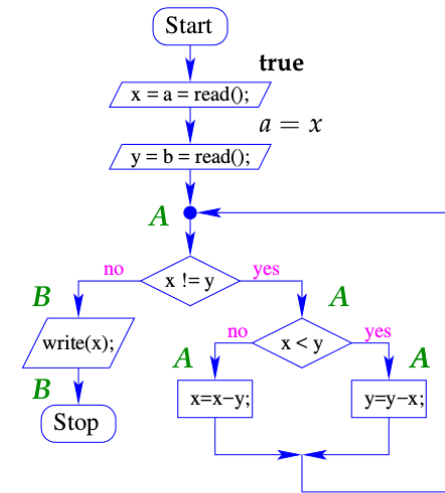 Start
true
x = a = read();
a = x
y = b = read();
A
no
x != y
yes
B
A
write(x);
no
x < y
yes
A
A
B
x=x−y;
y=y−x;
Stop